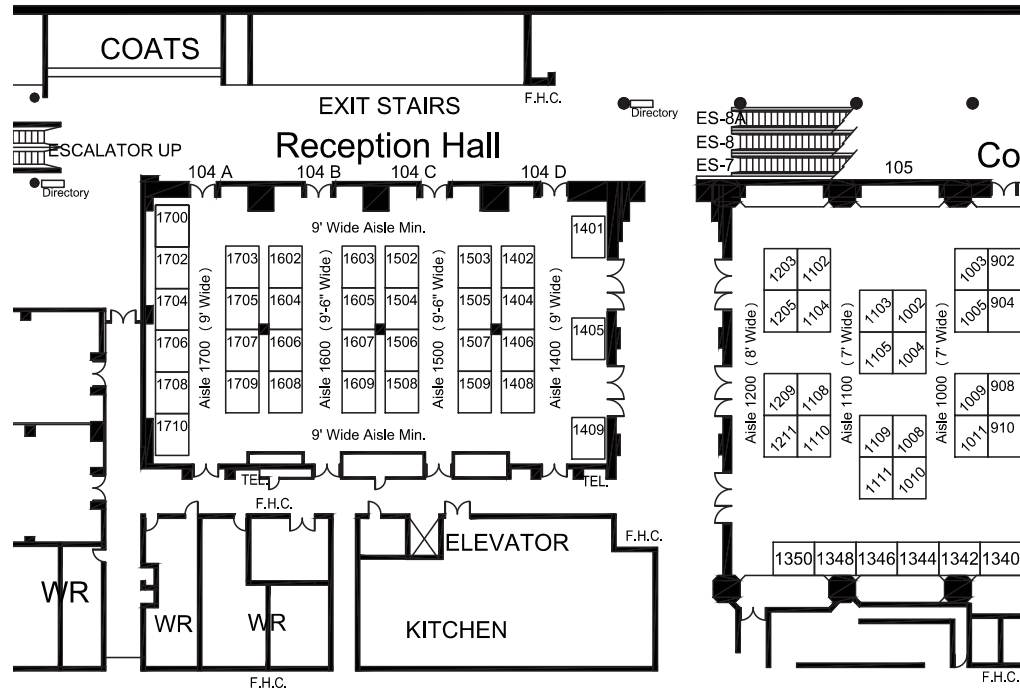 COATS
F.H.C.
EXIT STAIRS
Directory
ES-8A
ES-8
ES-7
ESCALATOR UP
Reception Hall
Co
Directory
104 A
104 B
104 C
104 D
105
9' Wide Aisle Min.
1700
1702
1704
1706
1708
1710
Aisle 1700 ( 9' Wide )
1703 1602
1705 1604
1707 1606
1709 1608
Aisle 1600 ( 9'-6" Wide )
1603 1502
1605 1504
1607 1506
1609 1508
Aisle 1500 ( 9'-6" Wide )
1503 1402
1505 1404
1507 1406
1509 1408
Aisle 1400 ( 9' Wide )
1401
1405
1409
9' Wide Aisle Min.
TEL.
TEL.
F.H.C.
Aisle 1200 ( 8' Wide )
1203 1102
1205 1104
1209 1108
1211 1110
Aisle 1100 ( 7' Wide )
1103 1002
1105 1004
1109 1008
1111 1010
Aisle 1000 ( 7' Wide )
1003 902
1005 904
1009 908
1011 910
1350 1348 1346 1344 1342 1340
ELEVATOR
F.H.C.
WR
WR
WR
KITCHEN
F.H.C.
F.H.C.